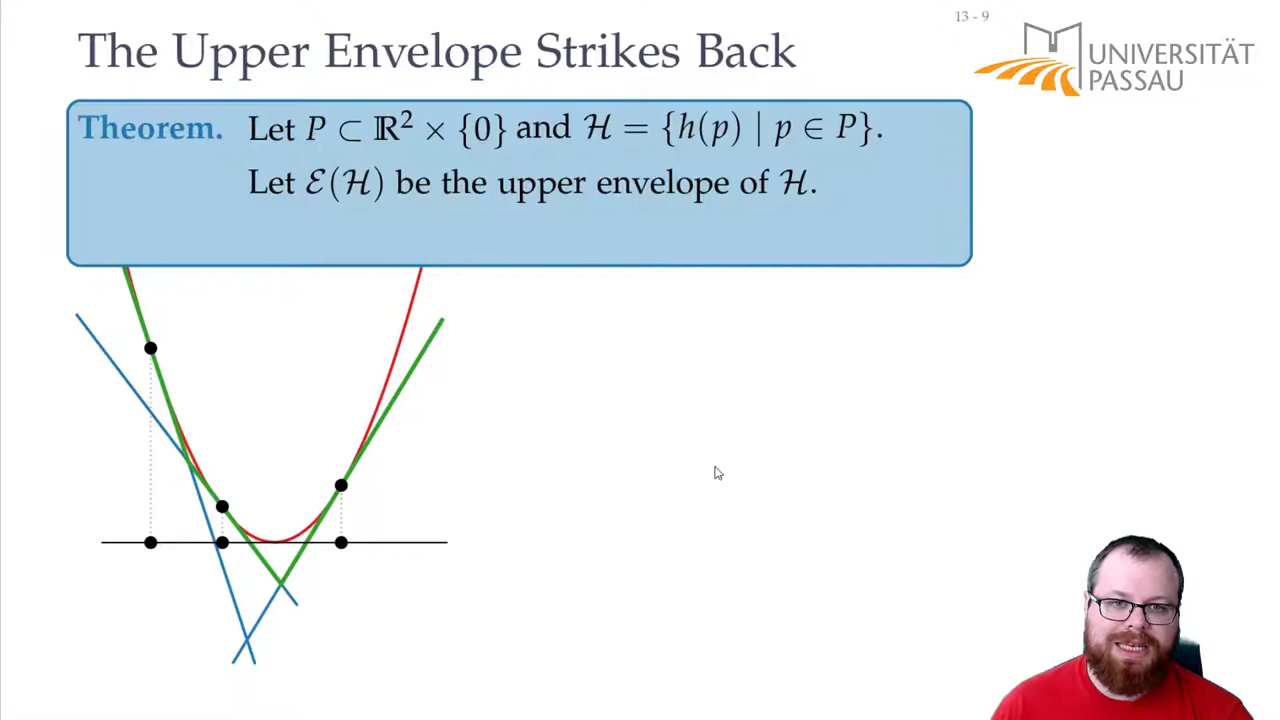 13 - 9
The Upper Envelope Strikes Back
UNIVERSITÄT
PASSAU
Theorem. Let P ⊂ ℝ² × {0} and ℋ = {h(p) | p ∈ P}.
Let ℰ(ℋ) be the upper envelope of ℋ.